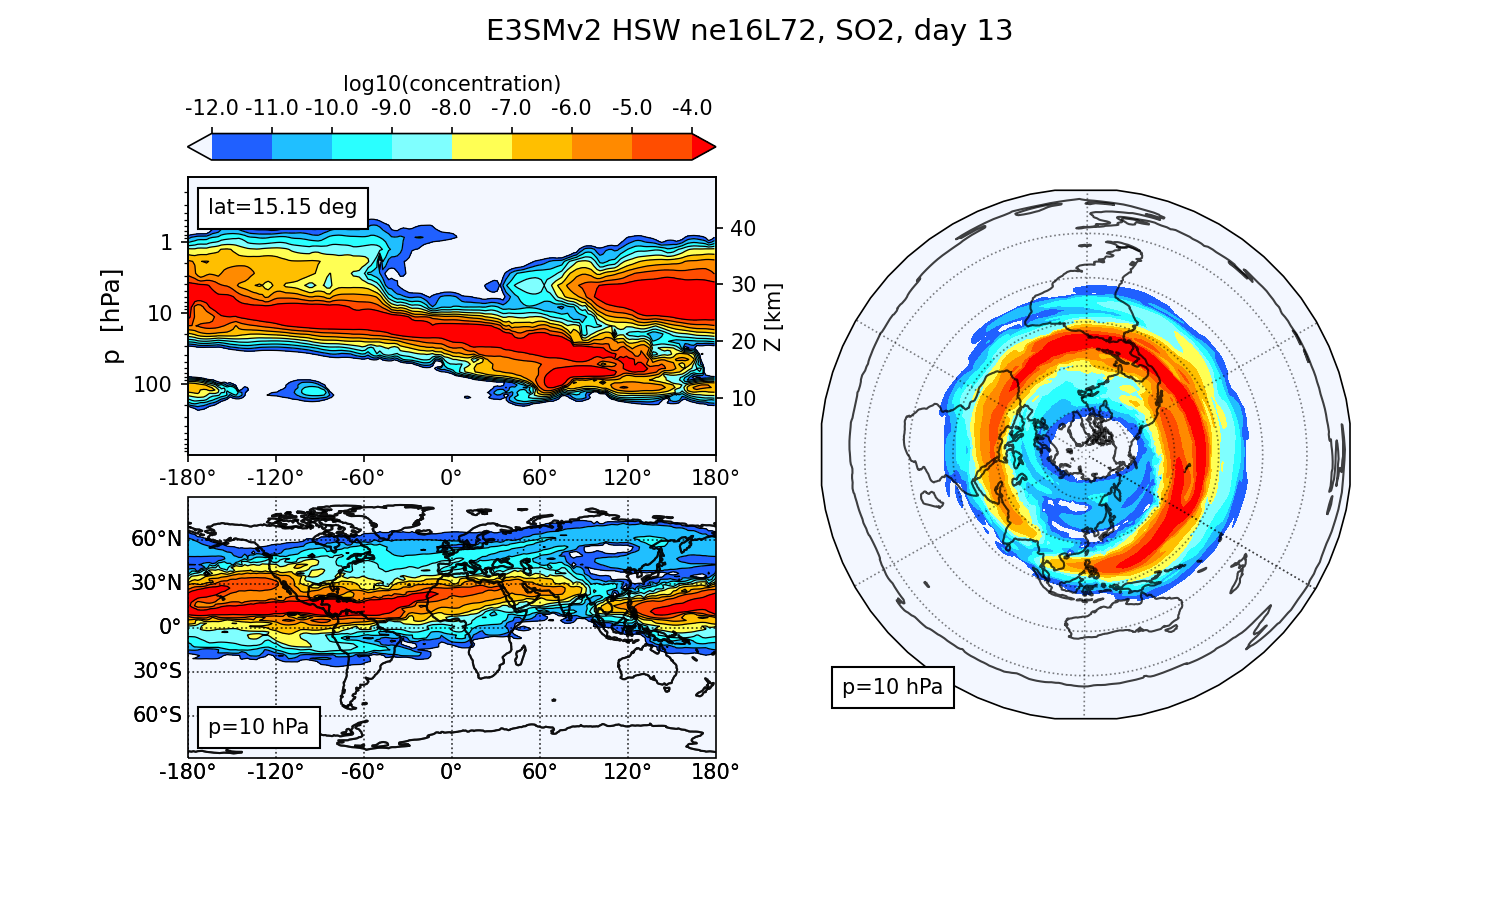 E3SMv2 HSW ne16L72, SO2, day 13
log10(concentration)
-12.0 -11.0 -10.0 -9.0 -8.0 -7.0 -6.0 -5.0 -4.0
lat=15.15 deg
p [hPa]
1
10
100
Z [km]
40
30
20
10
-180° -120° -60° 0° 60° 120° 180°
60°N
30°N
0°
30°S
60°S
p=10 hPa
-180° -120° -60° 0° 60° 120° 180°
p=10 hPa